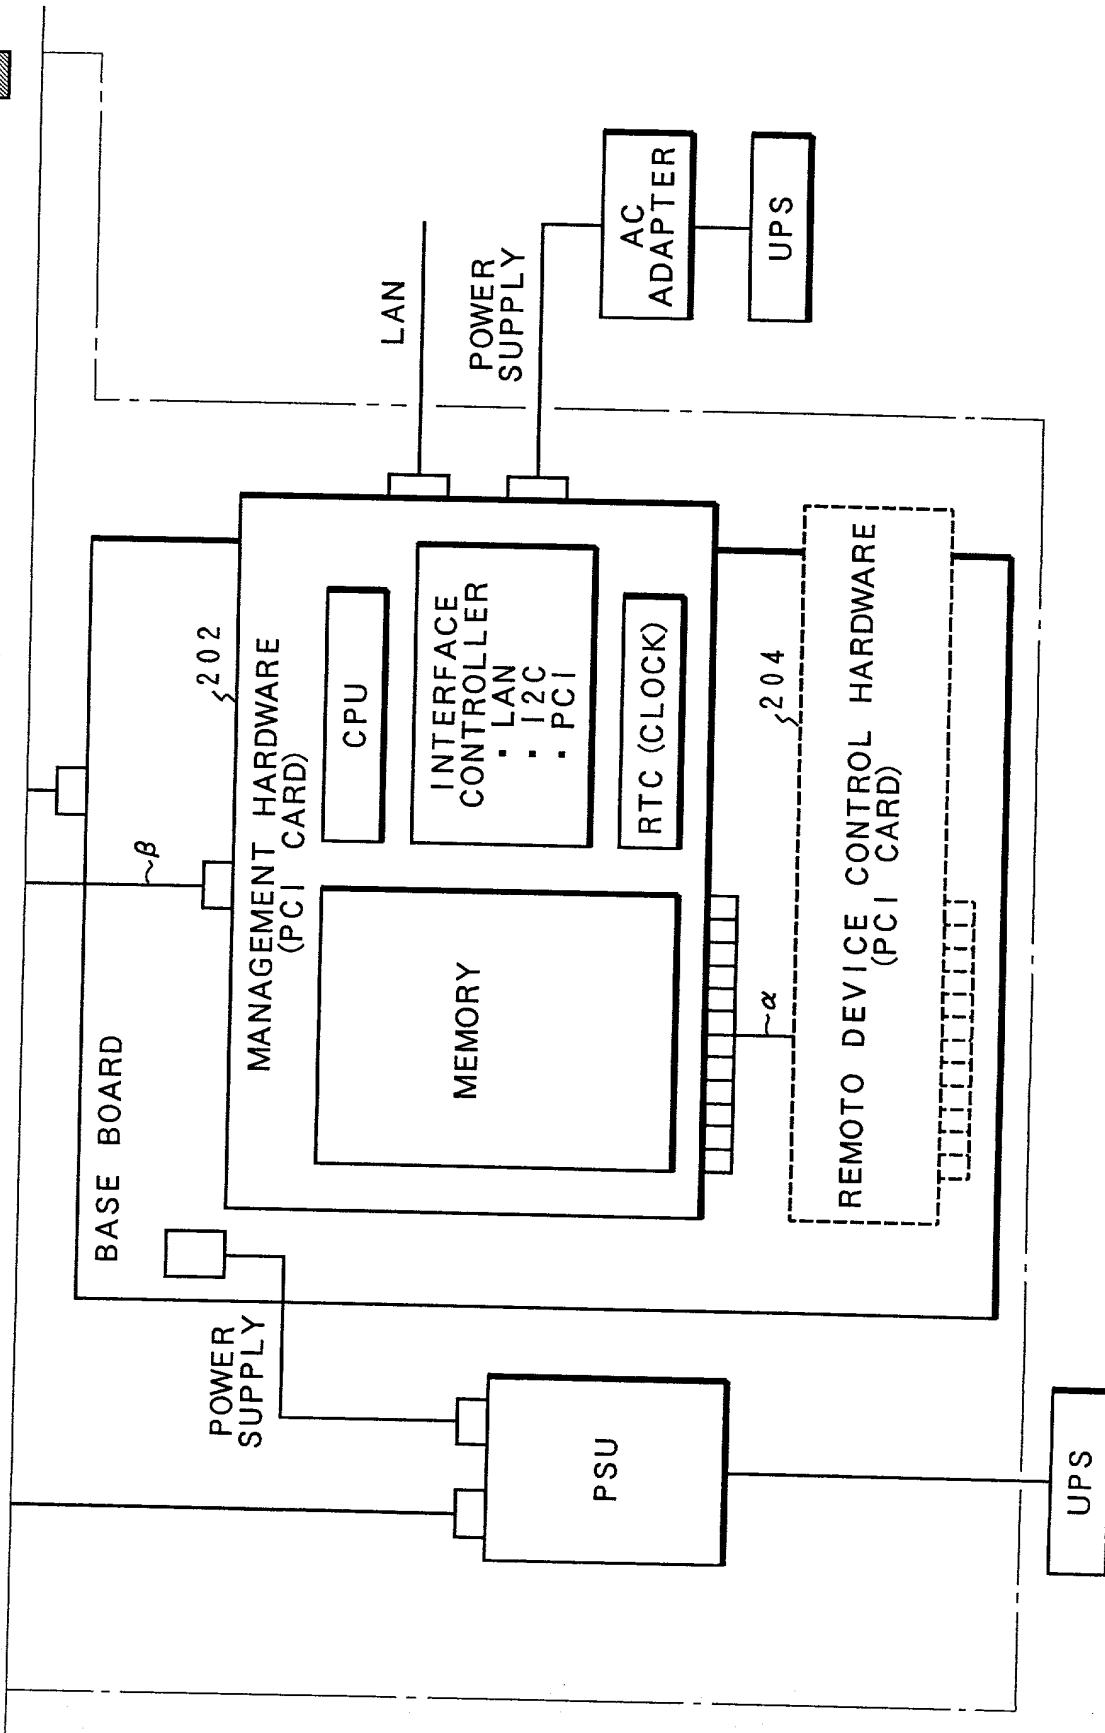 BASE BOARD
POWER
SUPPLY
PSU
UPS
β
202
MANAGEMENT HARDWARE
(PCI CARD)
MEMORY
CPU
INTERFACE
CONTROLLER
・LAN
・I2C
・PCI
RTC (CLOCK)
α
204
REMOTO DEVICE CONTROL HARDWARE
(PCI CARD)
LAN
POWER
SUPPLY
AC
ADAPTER
UPS